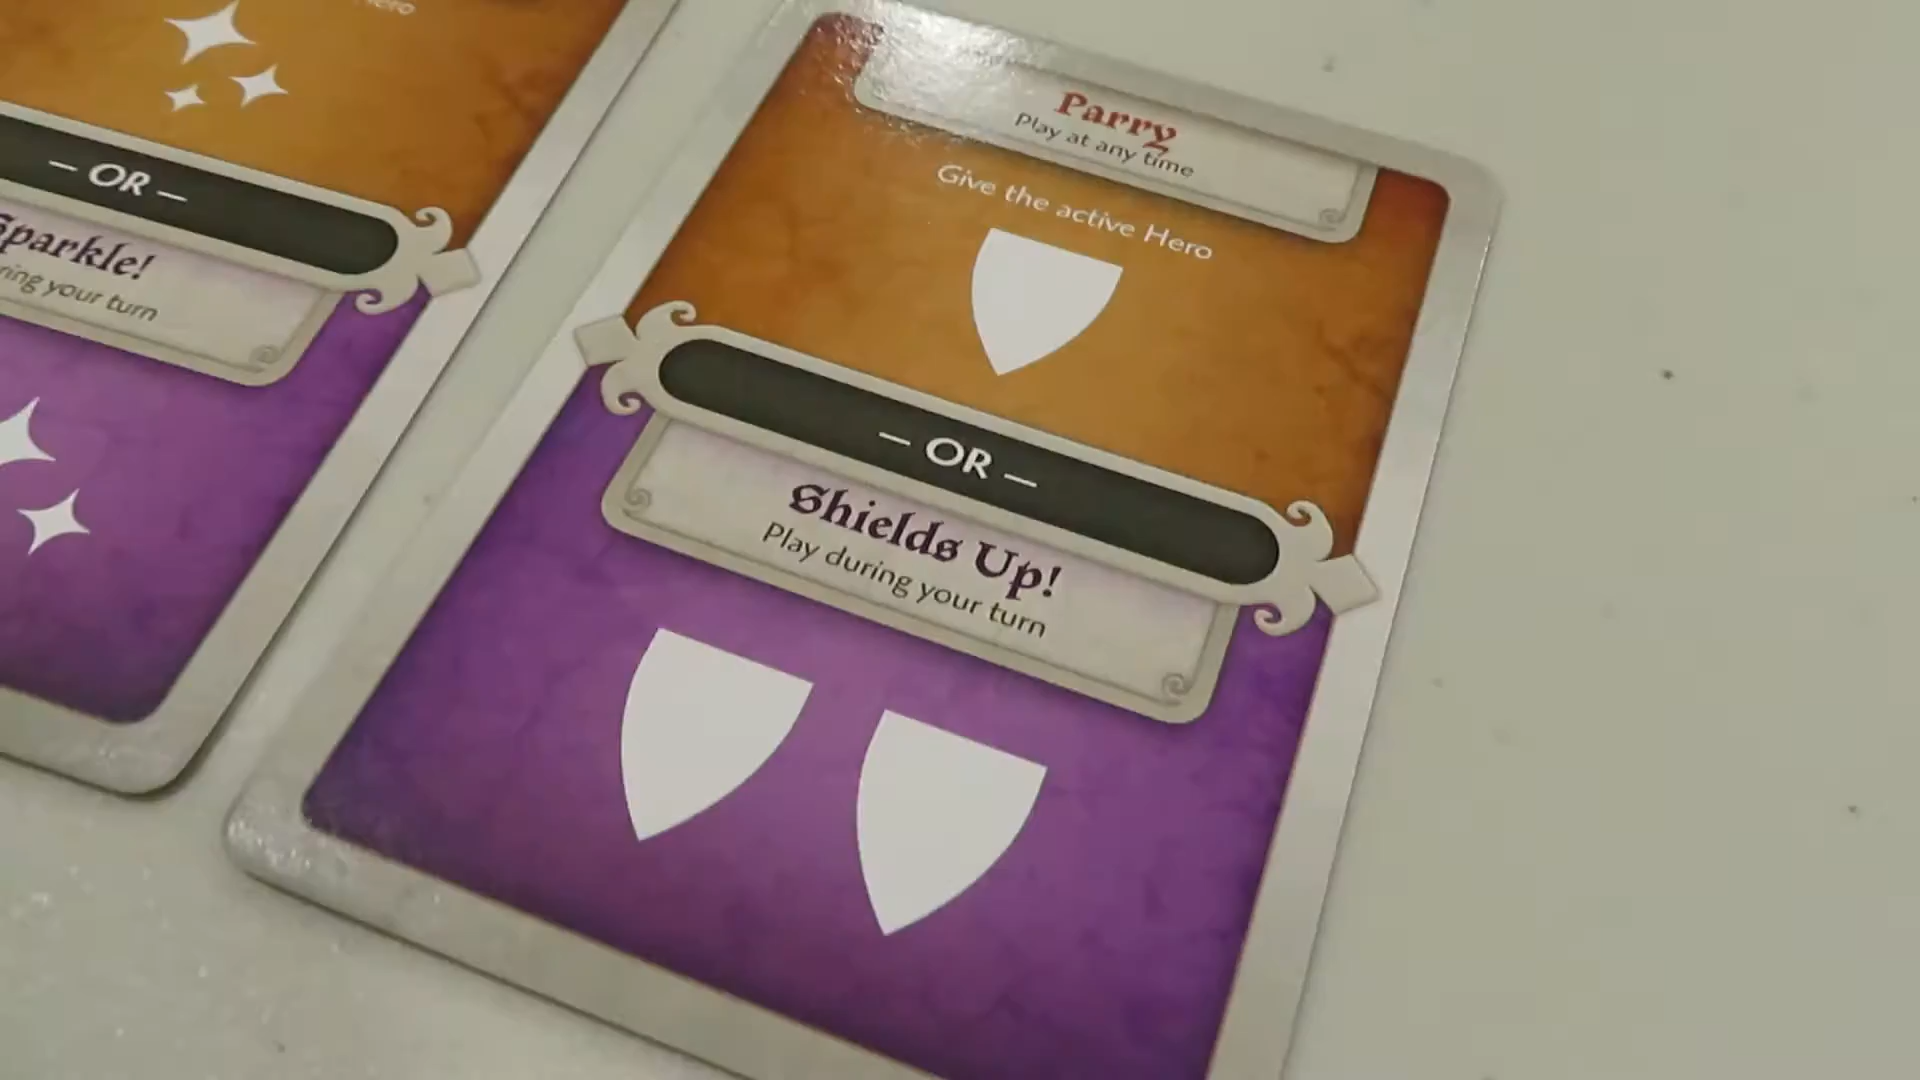 Hero
— OR —
Sparkle!
your turn
Parry
Play at any time
Give the active Hero
— OR —
Shields Up!
Play during your turn